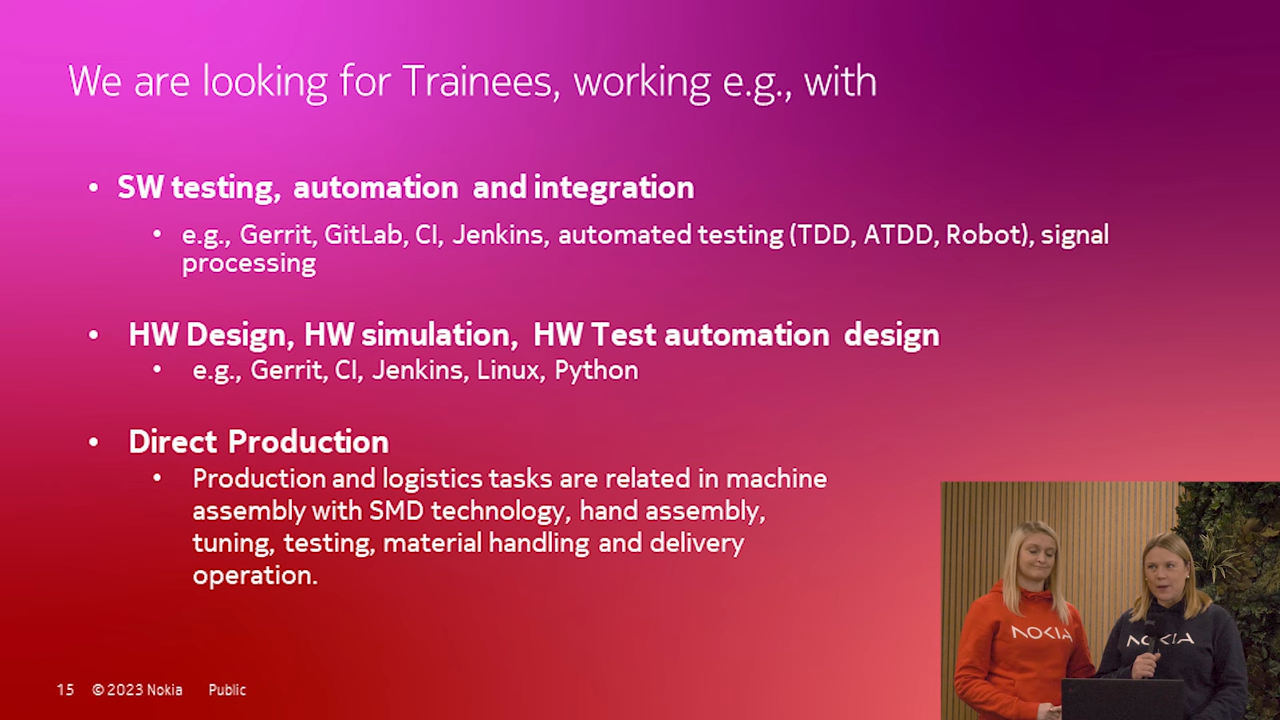 We are looking for Trainees, working e.g., with
• SW testing, automation and integration
• e.g., Gerrit, GitLab, CI, Jenkins, automated testing (TDD, ATDD, Robot), signal
processing
• HW Design, HW simulation, HW Test automation design
• e.g., Gerrit, CI, Jenkins, Linux, Python
• Direct Production
• Production and logistics tasks are related in machine
assembly with SMD technology, hand assembly,
tuning, testing, material handling and delivery
operation.
NOKIA
NOKIA
15 © 2023 Nokia Public